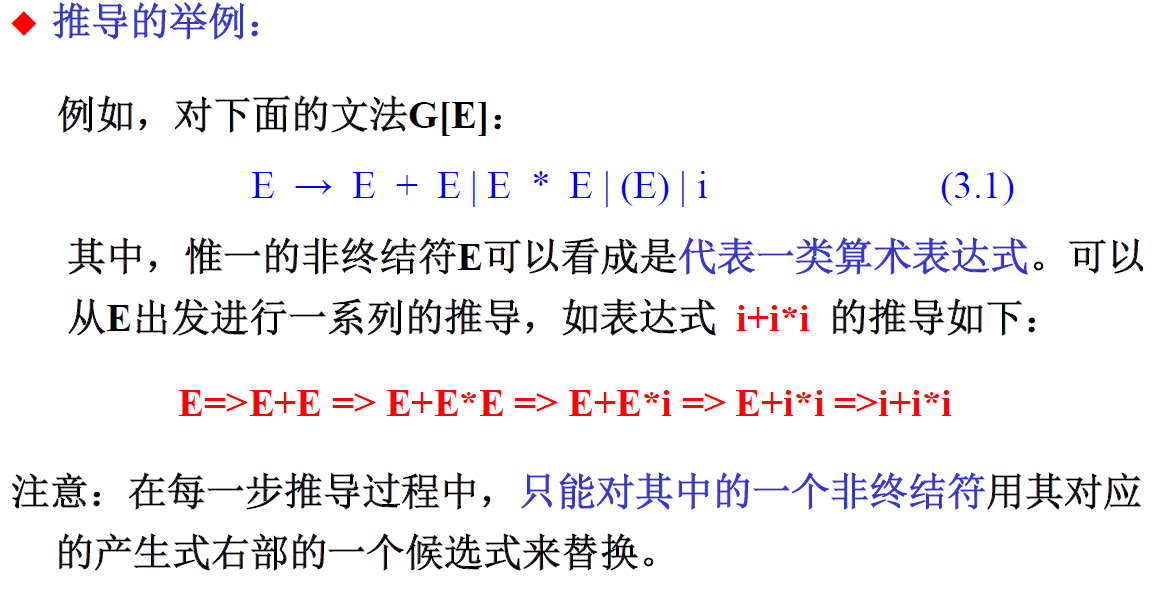 ◆ 推导的举例：
例如，对下面的文法G[E]：
E → E + E | E * E | (E) | i (3.1)
其中，惟一的非终结符E可以看成是代表一类算术表达式。可以
从E出发进行一系列的推导，如表达式 i+i*i 的推导如下：
E=>E+E => E+E*E => E+E*i => E+i*i =>i+i*i
注意：在每一步推导过程中，只能对其中的一个非终结符用其对应
的产生式右部的一个候选式来替换。